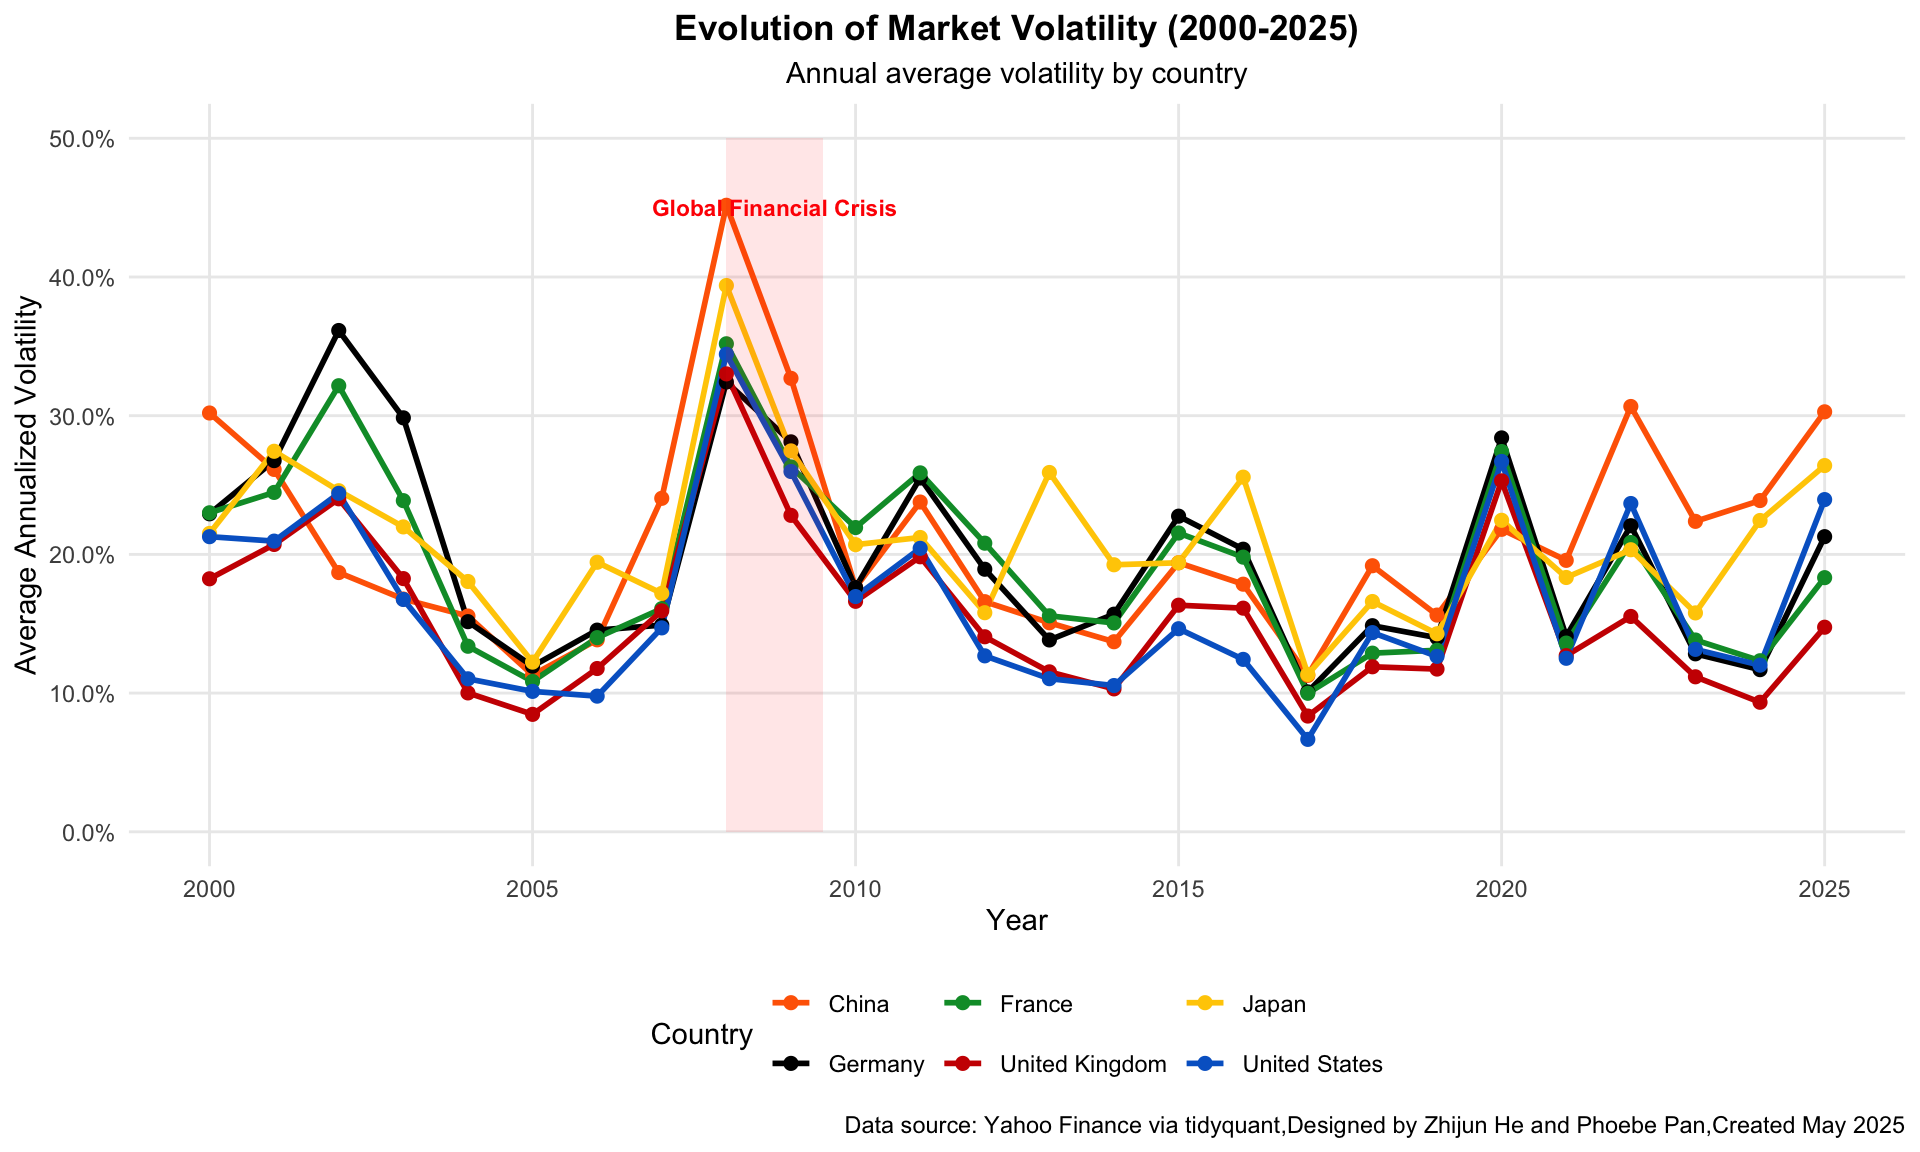 Evolution of Market Volatility (2000-2025)
Annual average volatility by country
Average Annualized Volatility
50.0%
40.0%
30.0%
20.0%
10.0%
0.0%
Global Financial Crisis
2000 2005 2010 2015 2020 2025
Year
Country
China France Japan
Germany United Kingdom United States
Data source: Yahoo Finance via tidyquant,Designed by Zhijun He and Phoebe Pan,Created May 2025